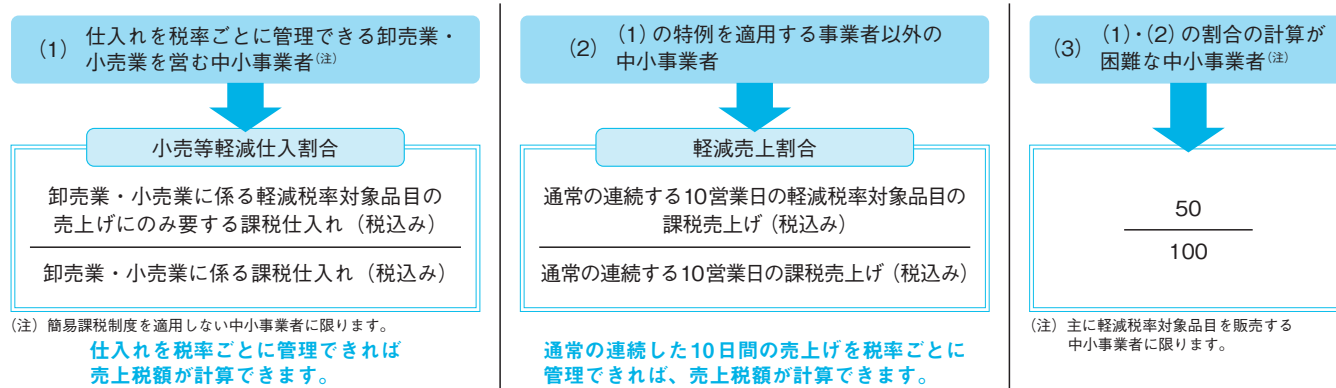 (1) 仕入れを税率ごとに管理できる卸売業・
小売業を営む中小事業者(注)
小売等軽減仕入割合
卸売業・小売業に係る軽減税率対象品目の
売上げにのみ要する課税仕入れ（税込み）
卸売業・小売業に係る課税仕入れ（税込み）
（注）簡易課税制度を適用しない中小事業者に限ります。
仕入れを税率ごとに管理できれば
売上税額が計算できます。
(2) (1)の特例を適用する事業者以外の
中小事業者
軽減売上割合
通常の連続する10営業日の軽減税率対象品目の
課税売上げ（税込み）
通常の連続する10営業日の課税売上げ（税込み）
通常の連続した10日間の売上げを税率ごとに
管理できれば、売上税額が計算できます。
(3) (1)・(2)の割合の計算が
困難な中小事業者(注)
50
100
（注）主に軽減税率対象品目を販売する
中小事業者に限ります。